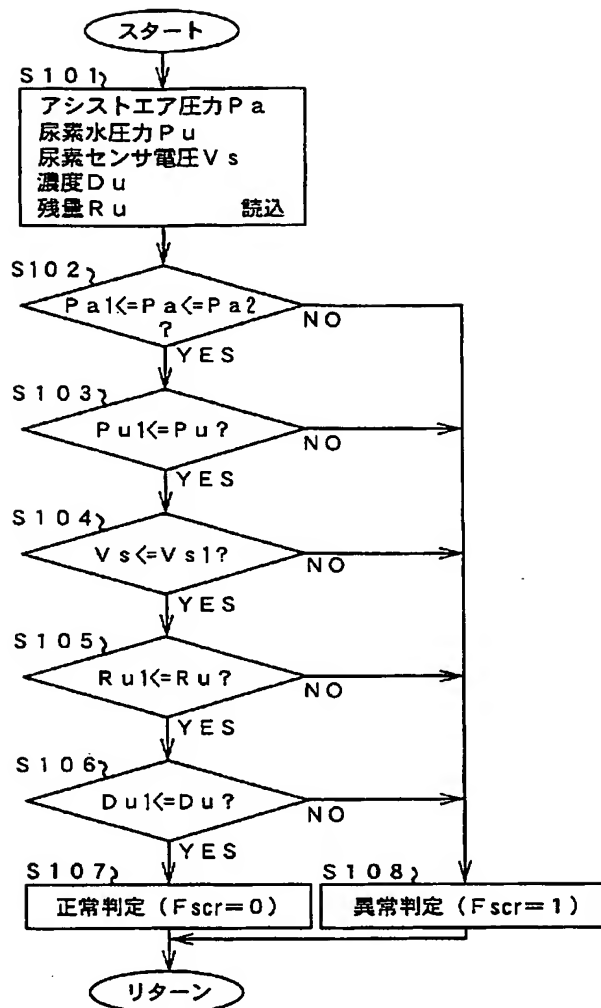 スタート
S101
アシストエア圧力Pa
尿素水圧力Pu
尿素センサ電圧Vs
濃度Du
残量Ru 読込
S102
Pa1<=Pa<=Pa2
?
NO
YES
S103
Pu1<=Pu?
NO
YES
S104
Vs<=Vs1?
NO
YES
S105
Ru1<=Ru?
NO
YES
S106
Du1<=Du?
NO
YES
S107
正常判定(Fscr=0)
S108
異常判定(Fscr=1)
リターン